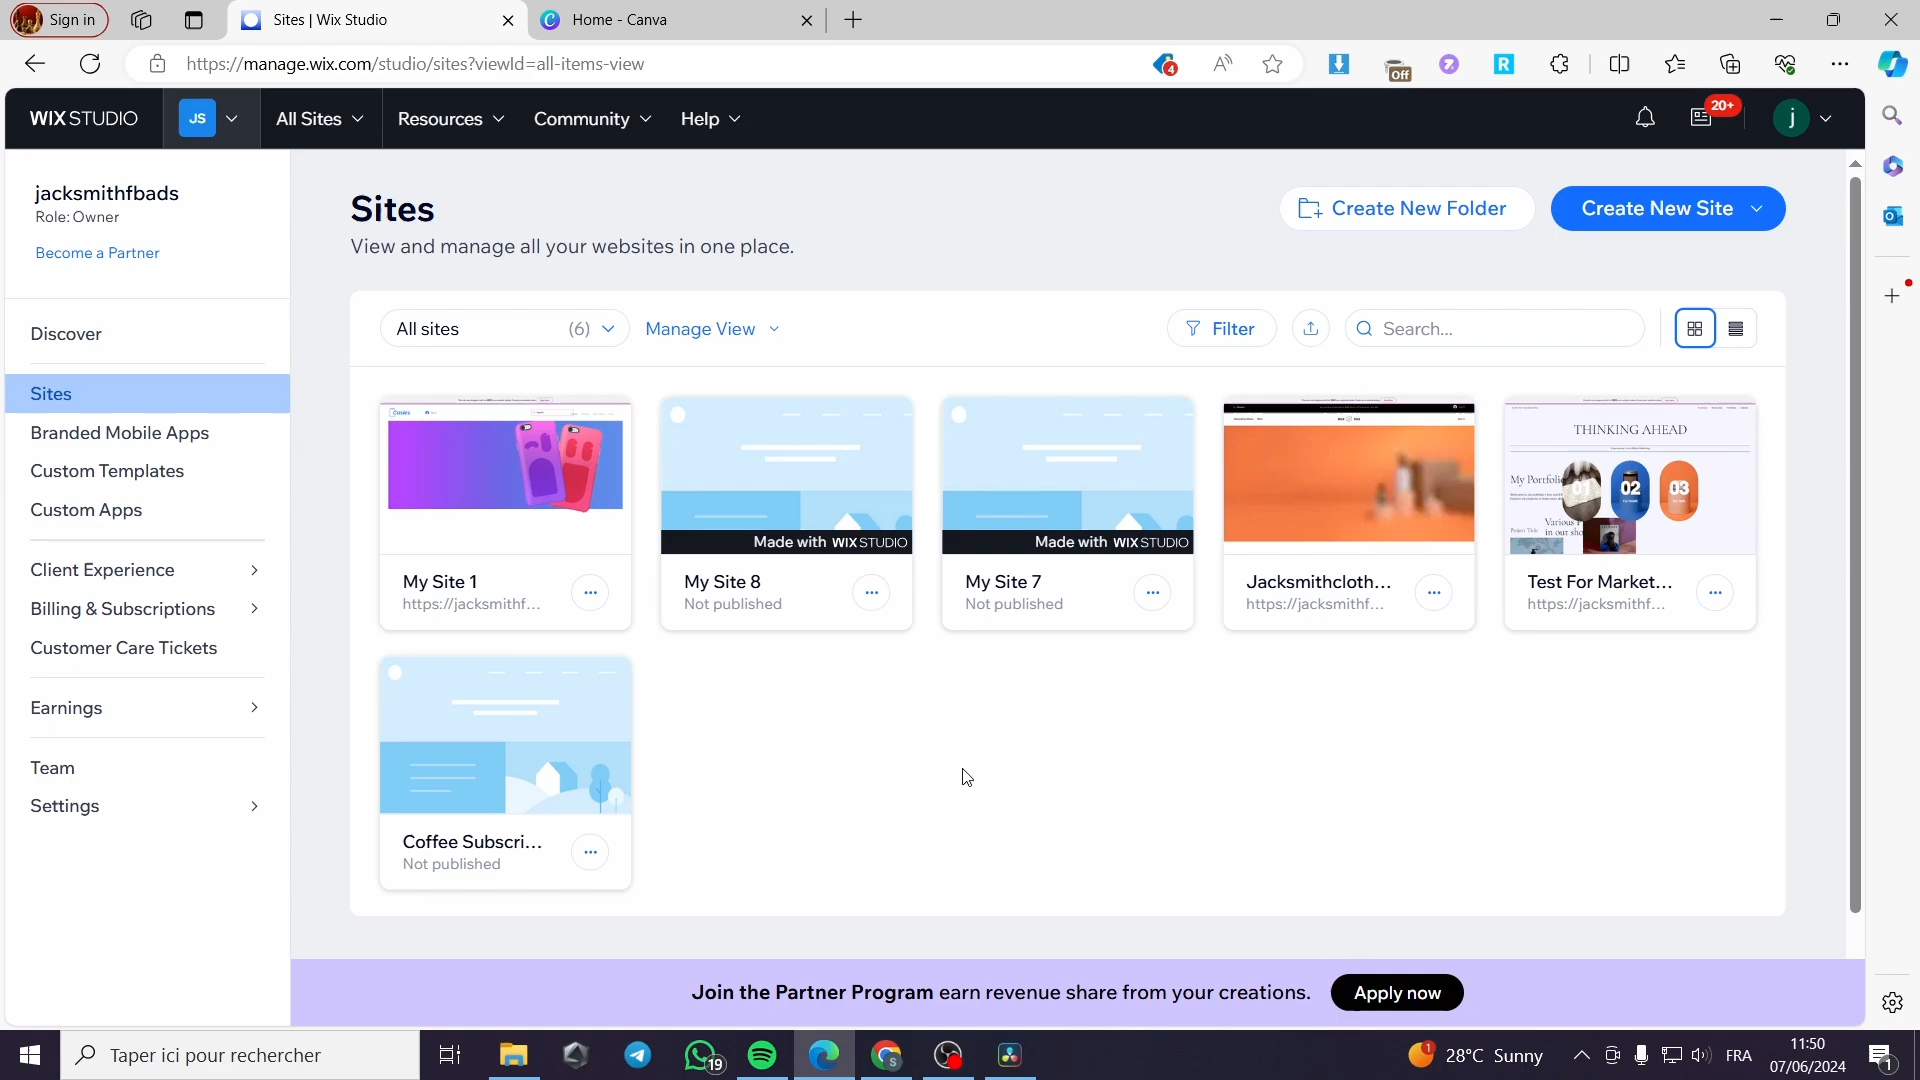 Sign in
Sites | Wix Studio
Home - Canva
https://manage.wix.com/studio/sites?viewId=all-items-view
4
Off
R
WIX STUDIO
JS
All Sites
Resources
Community
Help
20+
j
jacksmithfbads
Role: Owner
Become a Partner
Discover
Sites
Branded Mobile Apps
Custom Templates
Custom Apps
Client Experience
Billing & Subscriptions
Customer Care Tickets
Earnings
Team
Settings
Sites
View and manage all your websites in one place.
Create New Folder
Create New Site
All sites (6)
Manage View
Filter
Search...
Made with WIX STUDIO
Made with WIX STUDIO
THINKING AHEAD
My Portfolio
01 02 03
My Site 1
https://jacksmithf...
My Site 8
Not published
My Site 7
Not published
Jacksmithcloth...
https://jacksmithf...
Test For Market...
https://jacksmithf...
Coffee Subscri...
Not published
Join the Partner Program earn revenue share from your creations.
Apply now
Taper ici pour rechercher
19
S
1
28°C Sunny
FRA
11:50
07/06/2024
1